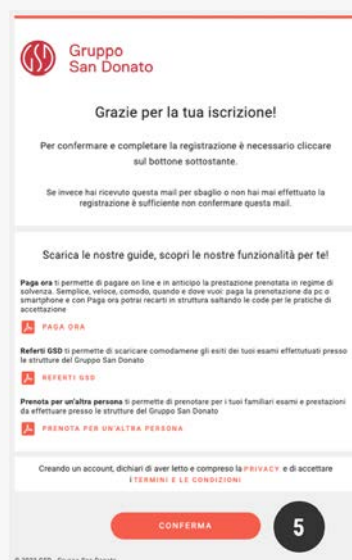 GSD
Gruppo
San Donato
Grazie per la tua iscrizione!
Per confermare e completare la registrazione è necessario cliccare
sul bottone sottostante.
Se invece hai ricevuto questa mail per sbaglio o non hai mai effettuato la
registrazione è sufficiente non confermare questa mail.
Scarica le nostre guide, scopri le nostre funzionalità per te!
Paga ora ti permette di pagare on line e in anticipo la prestazione prenotata in regime di
solvenza. Semplice, veloce, comodo, quando e dove vuoi: paga la prenotazione da pc o
smartphone e con Paga ora potrai recarti in struttura saltando le code per le pratiche di
accettazione
PAGA ORA
Referti GSD ti permette di scaricare comodamene gli esiti dei tuoi esami effettutuati presso
le strutture del Gruppo San Donato
REFERTI GSD
Prenota per un'altra persona ti permette di prenotare per i tuoi familiari esami e prestazioni
da effettuare presso le strutture del Gruppo San Donato
PRENOTA PER UN'ALTRA PERSONA
Creando un account, dichiari di aver letto e compreso la PRIVACY e di accettare
I TERMINI E LE CONDIZIONI
CONFERMA
5